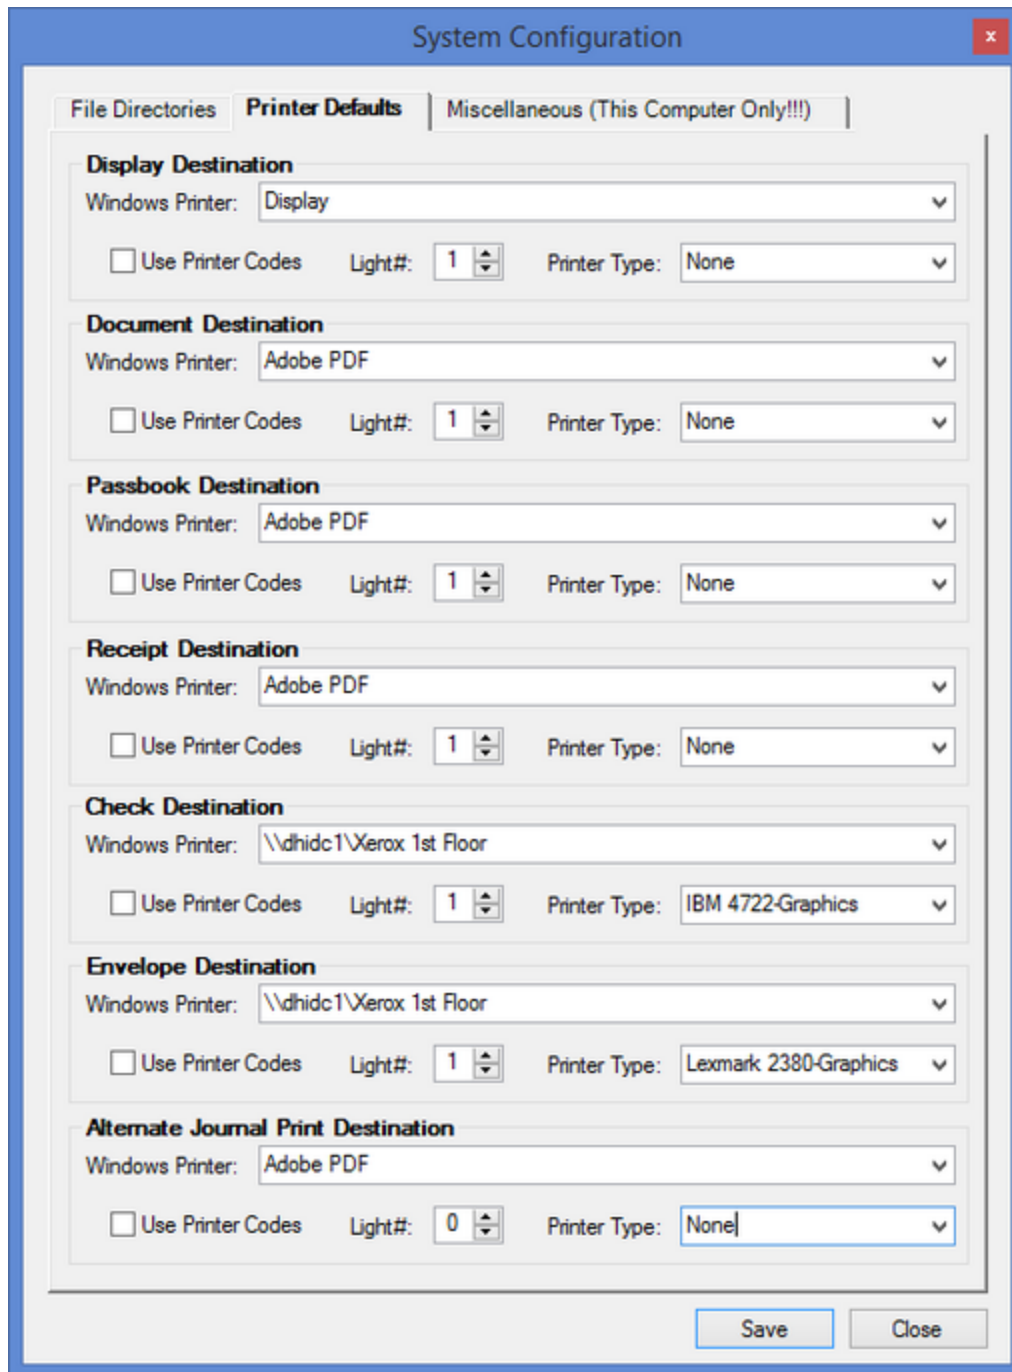 System Configuration
x
File Directories Printer Defaults Miscellaneous (This Computer Only!!!)
Display Destination
Windows Printer: Display
Use Printer Codes Light#: 1 Printer Type: None
Document Destination
Windows Printer: Adobe PDF
Use Printer Codes Light#: 1 Printer Type: None
Passbook Destination
Windows Printer: Adobe PDF
Use Printer Codes Light#: 1 Printer Type: None
Receipt Destination
Windows Printer: Adobe PDF
Use Printer Codes Light#: 1 Printer Type: None
Check Destination
Windows Printer: \\dhidc1\Xerox 1st Floor
Use Printer Codes Light#: 1 Printer Type: IBM 4722-Graphics
Envelope Destination
Windows Printer: \\dhidc1\Xerox 1st Floor
Use Printer Codes Light#: 1 Printer Type: Lexmark 2380-Graphics
Alternate Journal Print Destination
Windows Printer: Adobe PDF
Use Printer Codes Light#: 0 Printer Type: None
Save Close